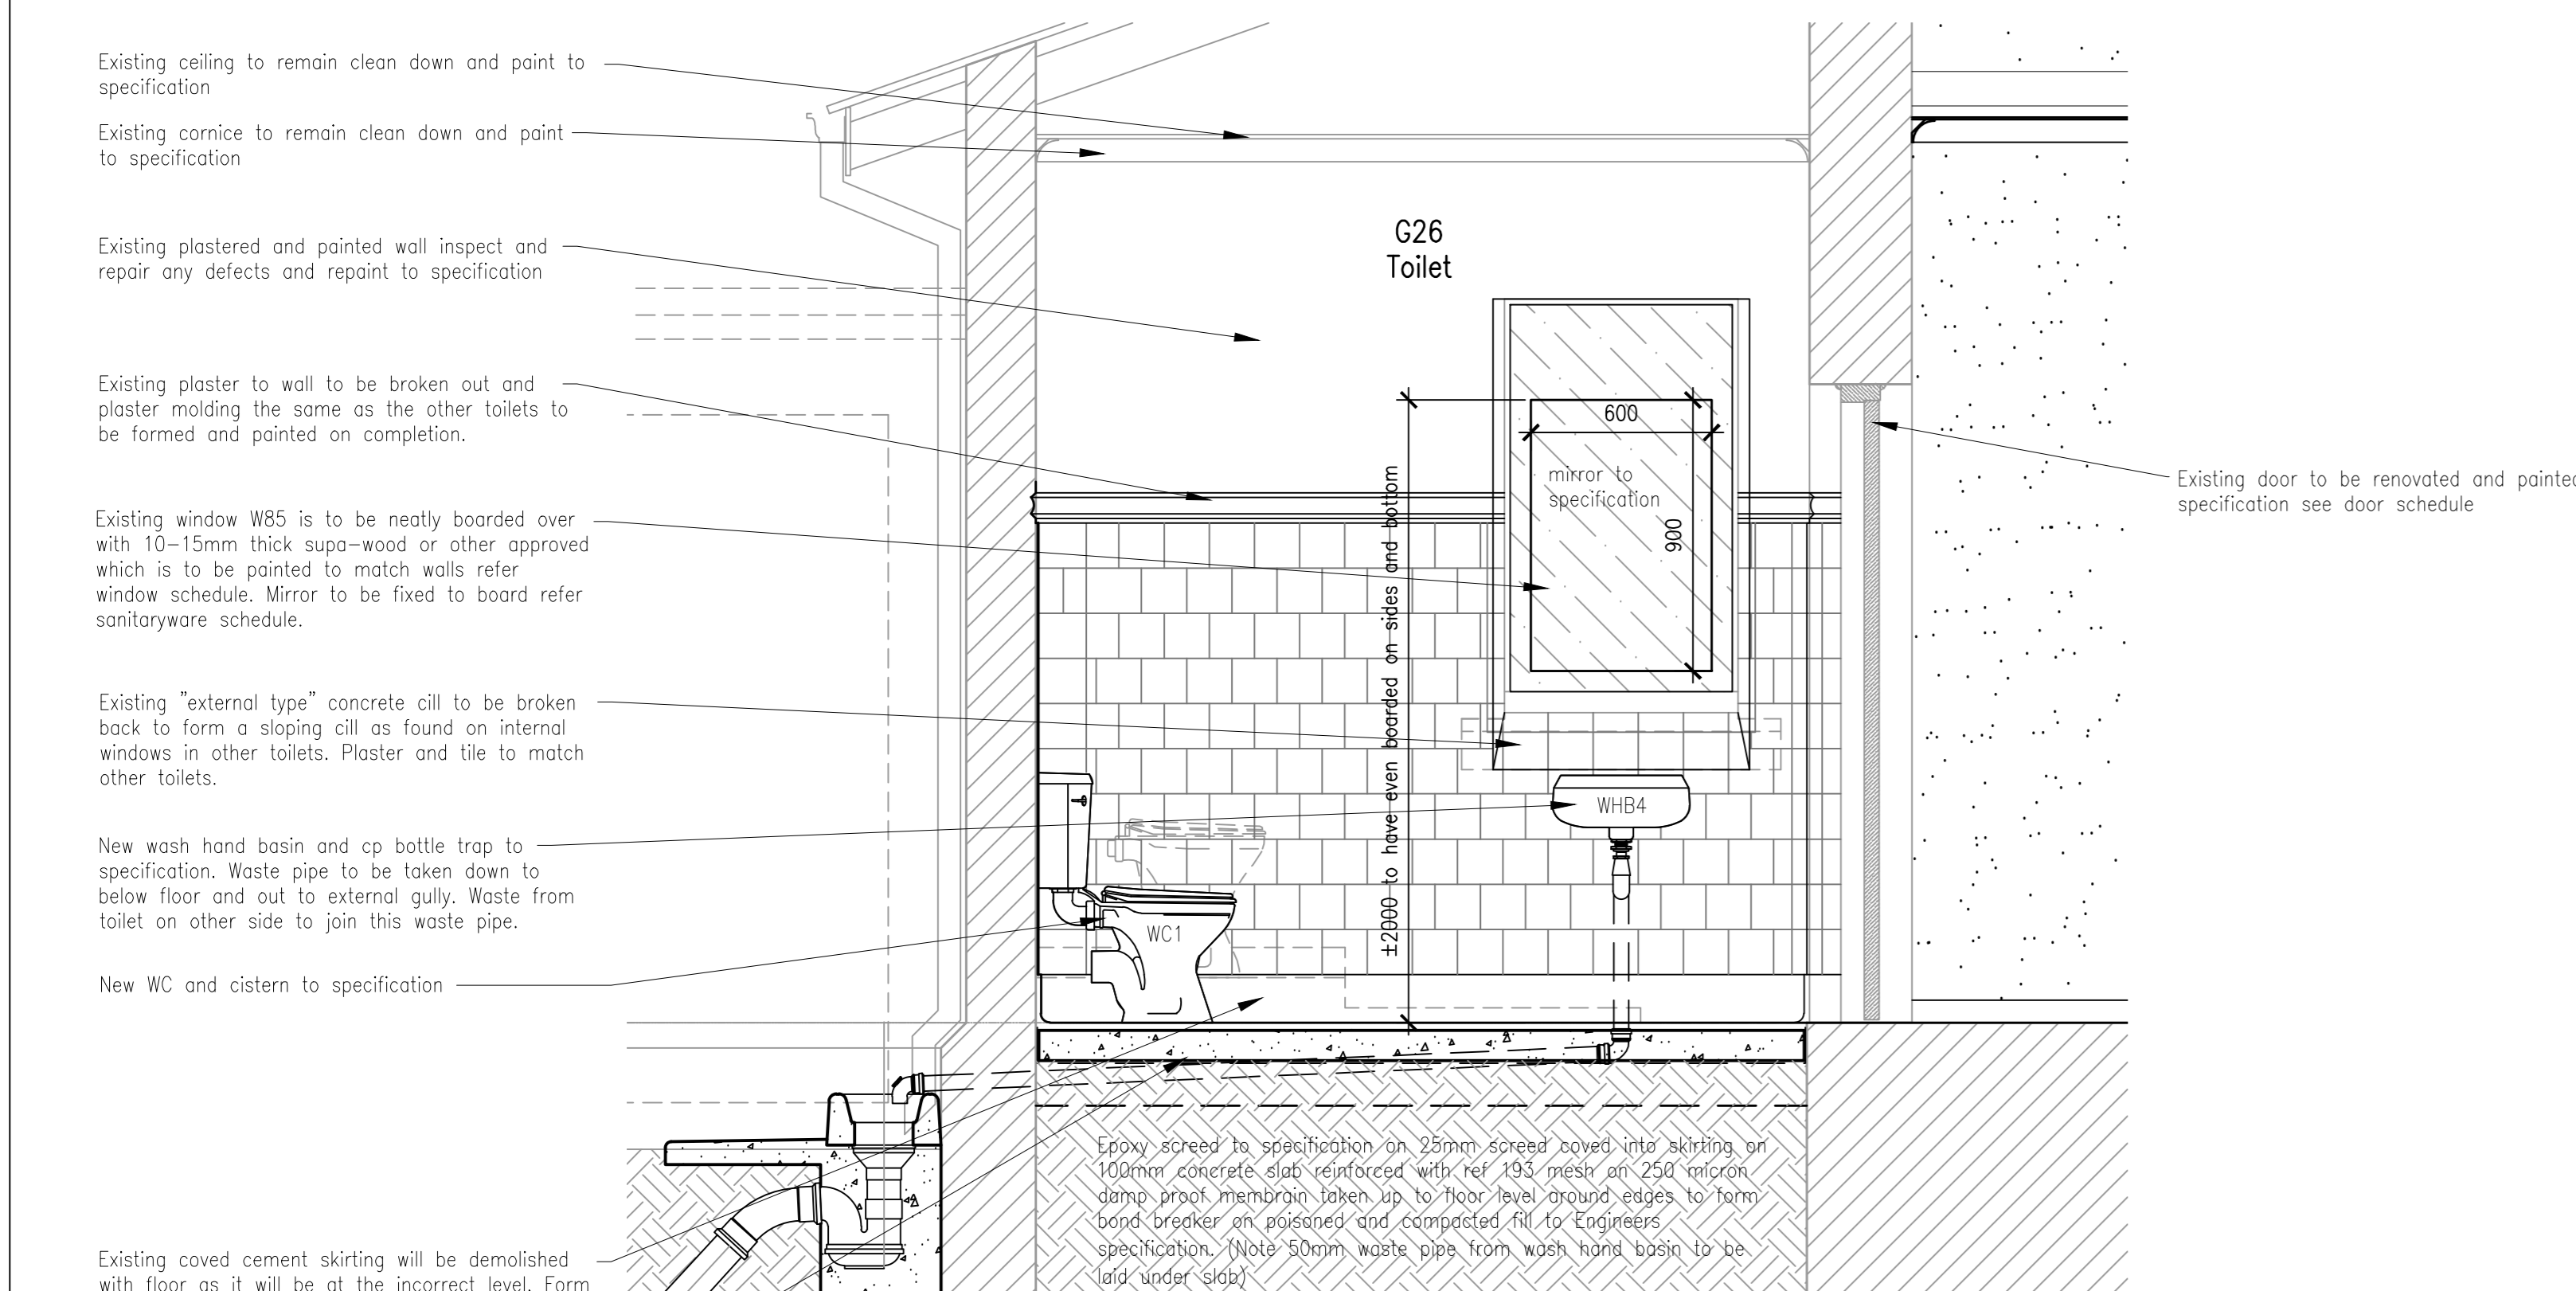 Existing ceiling to remain clean down and paint to
specification
Existing cornice to remain clean down and paint
to specification
Existing plastered and painted wall inspect and
repair any defects and repaint to specification
Existing plaster to wall to be broken out and
plaster molding the same as the other toilets to
be formed and painted on completion.
Existing window W85 is to be neatly boarded over
with 10-15mm thick supa-wood or other approved
which is to be painted to match walls refer
window schedule. Mirror to be fixed to board refer
sanitaryware schedule.
Existing "external type" concrete cill to be broken
back to form a sloping cill as found on internal
windows in other toilets. Plaster and tile to match
other toilets.
New wash hand basin and cp bottle trap to
specification. Waste pipe to be taken down to
below floor and out to external gully. Waste from
toilet on other side to join this waste pipe.
New WC and cistern to specification
Existing coved cement skirting will be demolished
with floor as it will be at the incorrect level. Form
G26
Toilet
600
mirror to
specification
900
±2000 to have even boarded on sides and bottom
WHB4
WC1
Epoxy screed to specification on 25mm screed coved into skirting on
100mm concrete slab reinforced with ref 193 mesh on 250 micron
damp proof membrain taken up to floor level around edges to form
bond breaker on poisoned and compacted fill to Engineers
specification. (Note 50mm waste pipe from wash hand basin to be
laid under slab)
Existing door to be renovated and painted
specification see door schedule